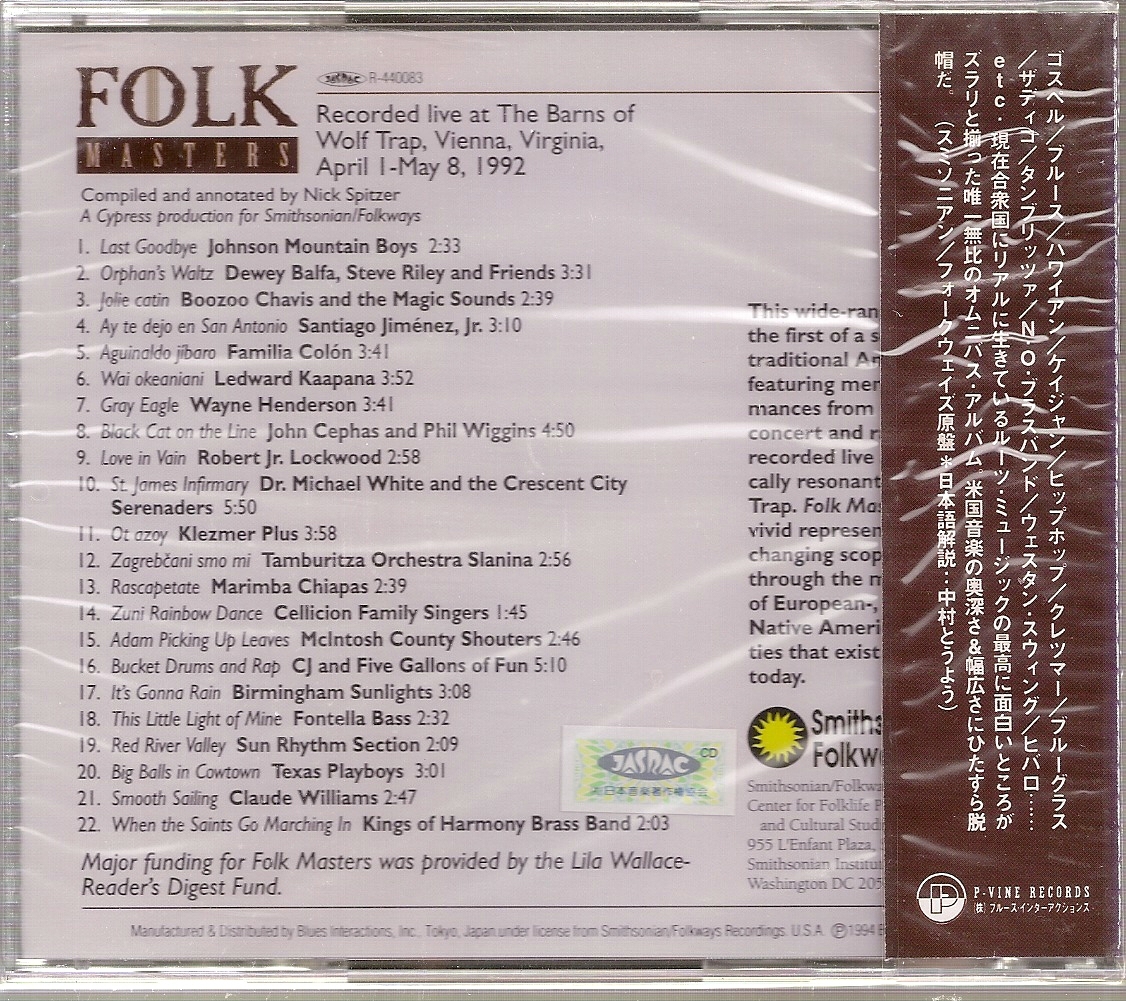 FOLK
MASTERS
JASRAC R-440083
Recorded live at The Barns of
Wolf Trap, Vienna, Virginia,
April 1-May 8, 1992
Compiled and annotated by Nick Spitzer
A Cypress production for Smithsonian/Folkways
1. Last Goodbye Johnson Mountain Boys 2:33
2. Orphan's Waltz Dewey Balfa, Steve Riley and Friends 3:31
3. Jolie catin Boozoo Chavis and the Magic Sounds 2:39
4. Ay te dejo en San Antonio Santiago Jiménez, Jr. 3:10
5. Aguinaldo jíbaro Familia Colón 3:41
6. Wai okeaniani Ledward Kaapana 3:52
7. Gray Eagle Wayne Henderson 3:41
8. Black Cat on the Line John Cephas and Phil Wiggins 4:50
9. Love in Vain Robert Jr. Lockwood 2:58
10. St. James Infirmary Dr. Michael White and the Crescent City
Serenaders 5:50
11. Ot azoy Klezmer Plus 3:58
12. Zagrebčani smo mi Tamburitza Orchestra Slanina 2:56
13. Rascapetate Marimba Chiapas 2:39
14. Zuni Rainbow Dance Cellicion Family Singers 1:45
15. Adam Picking Up Leaves McIntosh County Shouters 2:46
16. Bucket Drums and Rap CJ and Five Gallons of Fun 5:10
17. It's Gonna Rain Birmingham Sunlights 3:08
18. This Little Light of Mine Fontella Bass 2:32
19. Red River Valley Sun Rhythm Section 2:09
20. Big Balls in Cowtown Texas Playboys 3:01
21. Smooth Sailing Claude Williams 2:47
22. When the Saints Go Marching In Kings of Harmony Brass Band 2:03
Major funding for Folk Masters was provided by the Lila Wallace-
Reader's Digest Fund.
Manufactured & Distributed by Blues Interactions, Inc. Tokyo, Japan.under license from Smithsonian/Folkways Recordings. U.S.A. Ⓟ1994
This wide-ran
the first of a s
traditional Am
featuring mem
mances from
concert and r
recorded live
cally resonant
Trap. Folk Mas
vivid represen
changing scop
through the m
of European-,
Native Ameri
ties that exist
today.
Smiths
Folkw
Smithsonian/Folkwa
Center for Folklife P
and Cultural Studi
955 L'Enfant Plaza,
Smithsonian Institut
Washington DC 205
CD
JASRAC
日本音楽著作権協会
ゴスペル/ブルース/ハワイアン/ケイジャン/ヒップホップ/クレツマー/ブルーグラス
/ザディコ/タンブリッツァ/N.O.ブラスバンド/ウェスタン・スウィング/ヒバロ……
etc.現在合衆国にリアルに生きているルーツ・ミュージックの最高に面白いところが
ズラリと揃った唯一無比のオムニバス・アルバム。米国音楽の奥深さ&幅広さにひたすら脱
帽だ。(スミソニアン/フォークウェイズ原盤*日本語解説:中村とうよう)
P-VINE RECORDS
(株)ブルース・インターアクションズ